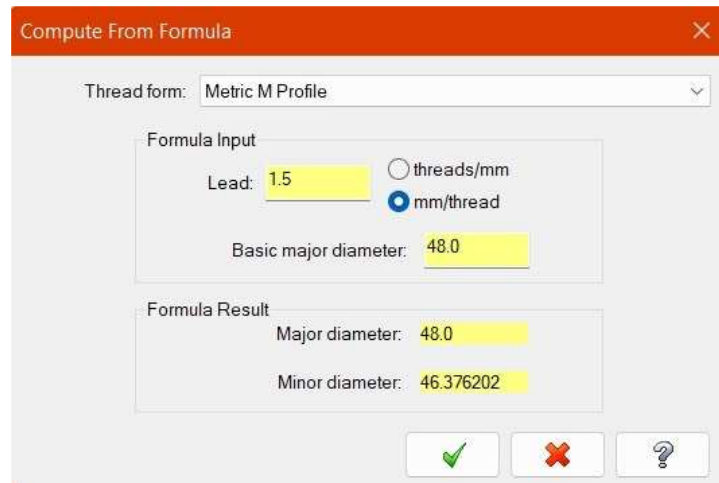 Compute From Formula
Thread form: Metric M Profile
Formula Input
Lead: 1.5
threads/mm
mm/thread
Basic major diameter: 48.0
Formula Result
Major diameter: 48.0
Minor diameter: 46.376202